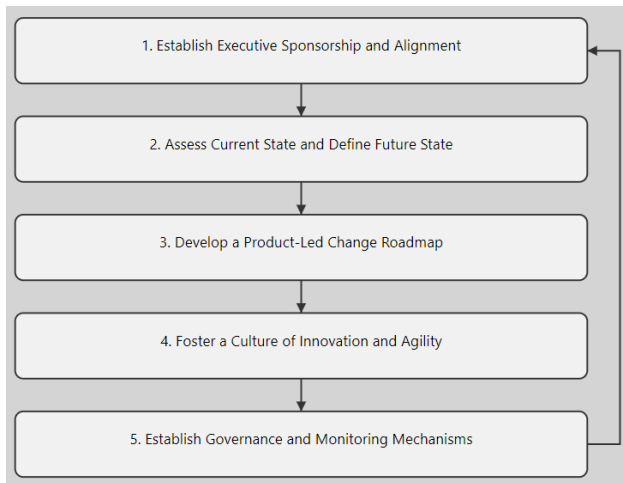 1. Establish Executive Sponsorship and Alignment
2. Assess Current State and Define Future State
3. Develop a Product-Led Change Roadmap
4. Foster a Culture of Innovation and Agility
5. Establish Governance and Monitoring Mechanisms